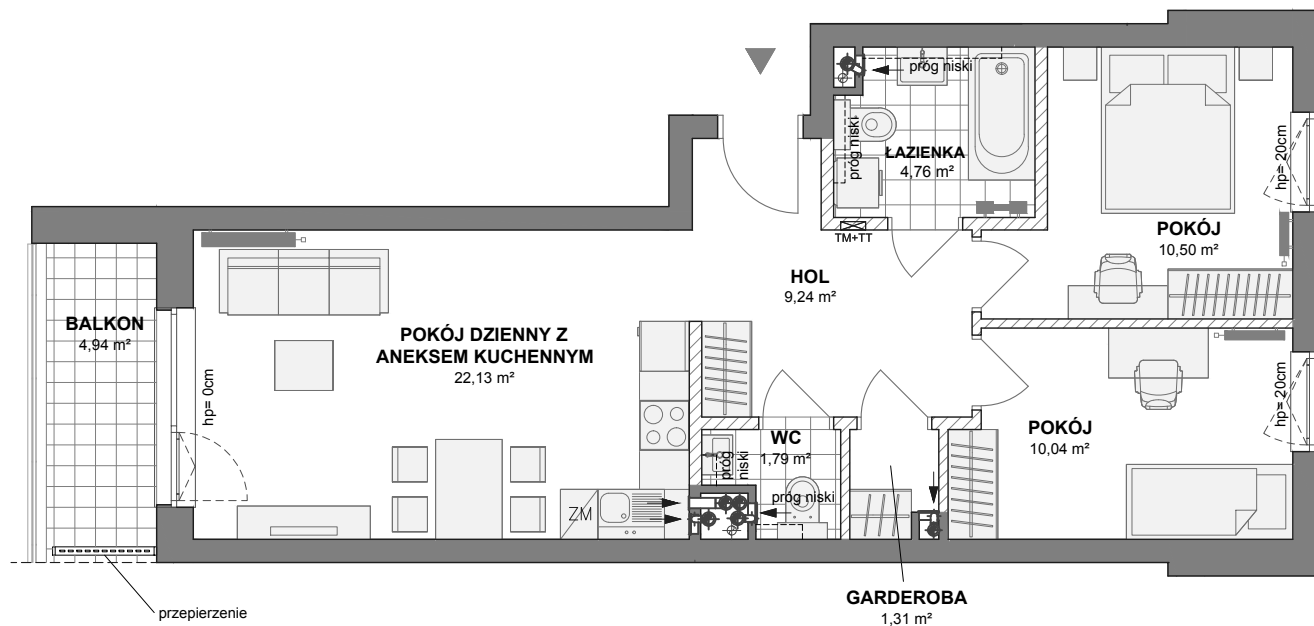 próg niski
próg niski
ŁAZIENKA
4,76 m²
hp= 20cm
POKÓJ
10,50 m²
TM+TT
HOL
9,24 m²
BALKON
4,94 m²
POKÓJ DZIENNY Z
ANEKSEM KUCHENNYM
22,13 m²
hp= 0cm
hp= 20cm
POKÓJ
10,04 m²
WC
1,79 m²
próg
niski
próg niski
ZM
GARDEROBA
1,31 m²
przepierzenie